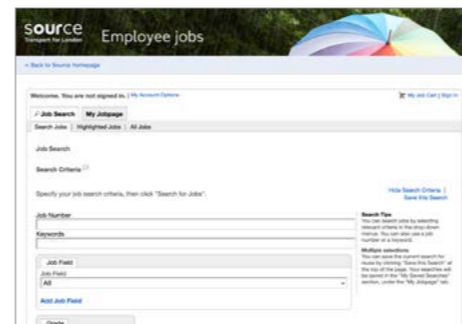 source
Transport for London
Employee jobs
« Back to Source homepage
Welcome. You are not signed in. | My Account Options
My Job Cart | Sign In
Job Search
My Jobpage
Search Jobs | Highlighted Jobs | All Jobs
Job Search
Search Criteria
Specify your job search criteria, then click "Search for Jobs".
Hide Search Criteria |
Save this Search
Job Number
Keywords
Search Tips
You can search jobs by selecting
relevant criteria in the drop-down
menus. You can also use a job
number or a keyword.
Multiple selections
You can save the current search for
reuse by clicking "Save this Search" at
the top of the page. Your searches will
be saved in the "My Saved Searches"
section, under the "My Jobpage" tab.
Job Field
Job Field
All
Add Job Field
Grade